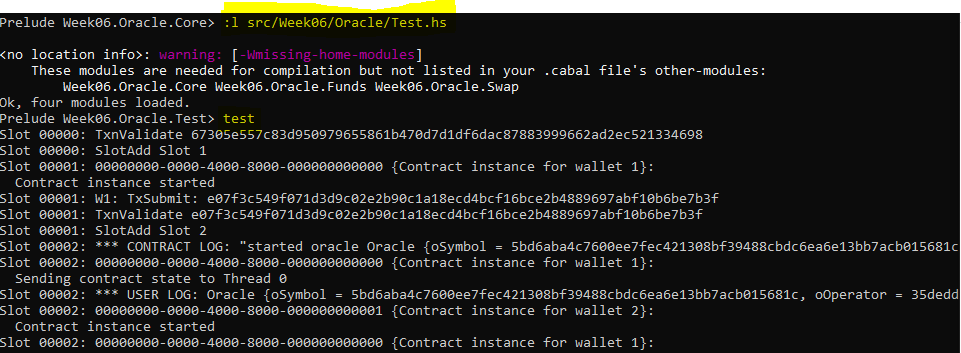 Prelude Week06.Oracle.Core> :l src/Week06/Oracle/Test.hs
<no location info>: warning: [-Wmissing-home-modules]
These modules are needed for compilation but not listed in your .cabal file's other-modules:
Week06.Oracle.Core Week06.Oracle.Funds Week06.Oracle.Swap
Ok, four modules loaded.
Prelude Week06.Oracle.Test> test
Slot 00000: TxnValidate 67305e557c83d950979655861b470d7d1df6dac87883999662ad2ec521334698
Slot 00000: SlotAdd Slot 1
Slot 00001: 00000000-0000-4000-8000-000000000000 {Contract instance for wallet 1}:
Contract instance started
Slot 00001: W1: TxSubmit: e07f3c549f071d3d9c02e2b90c1a18ecd4bcf16bce2b4889697abf10b6be7b3f
Slot 00001: TxnValidate e07f3c549f071d3d9c02e2b90c1a18ecd4bcf16bce2b4889697abf10b6be7b3f
Slot 00001: SlotAdd Slot 2
Slot 00002: *** CONTRACT LOG: "started oracle Oracle {oSymbol = 5bd6aba4c7600ee7fec421308bf39488cbdc6ea6e13bb7acb015681c
Slot 00002: 00000000-0000-4000-8000-000000000000 {Contract instance for wallet 1}:
Sending contract state to Thread 0
Slot 00002: *** USER LOG: Oracle {oSymbol = 5bd6aba4c7600ee7fec421308bf39488cbdc6ea6e13bb7acb015681c, oOperator = 35dedd
Slot 00002: 00000000-0000-4000-8000-000000000001 {Contract instance for wallet 2}:
Contract instance started
Slot 00002: 00000000-0000-4000-8000-000000000000 {Contract instance for wallet 1}: